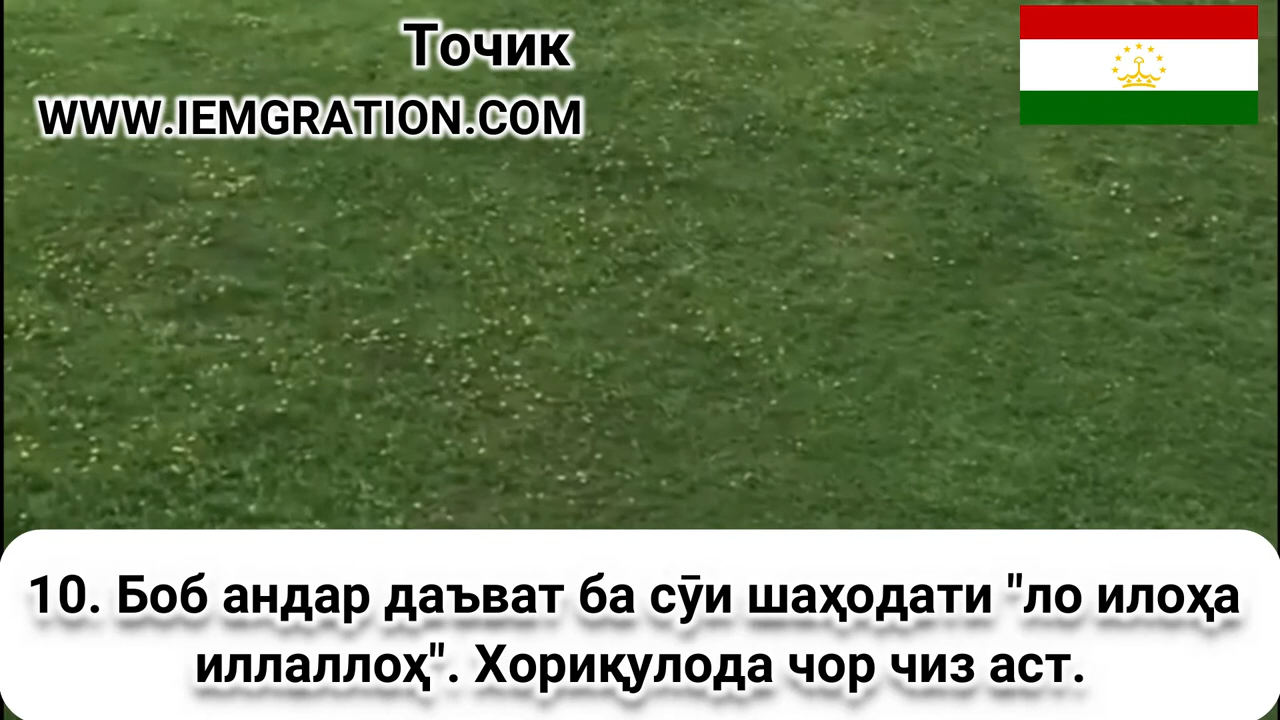 Точик
WWW.IEMGRATION.COM
10. Боб андар даъват ба сӯи шаҳодати "ло илоҳа
иллаллоҳ". Хориқулода чор чиз аст.